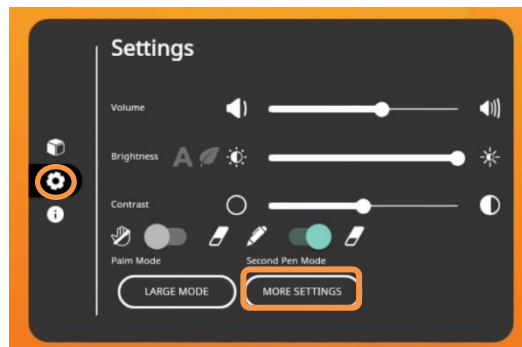 Settings
Volume
Brightness A
Contrast
Palm Mode Second Pen Mode
LARGE MODE MORE SETTINGS